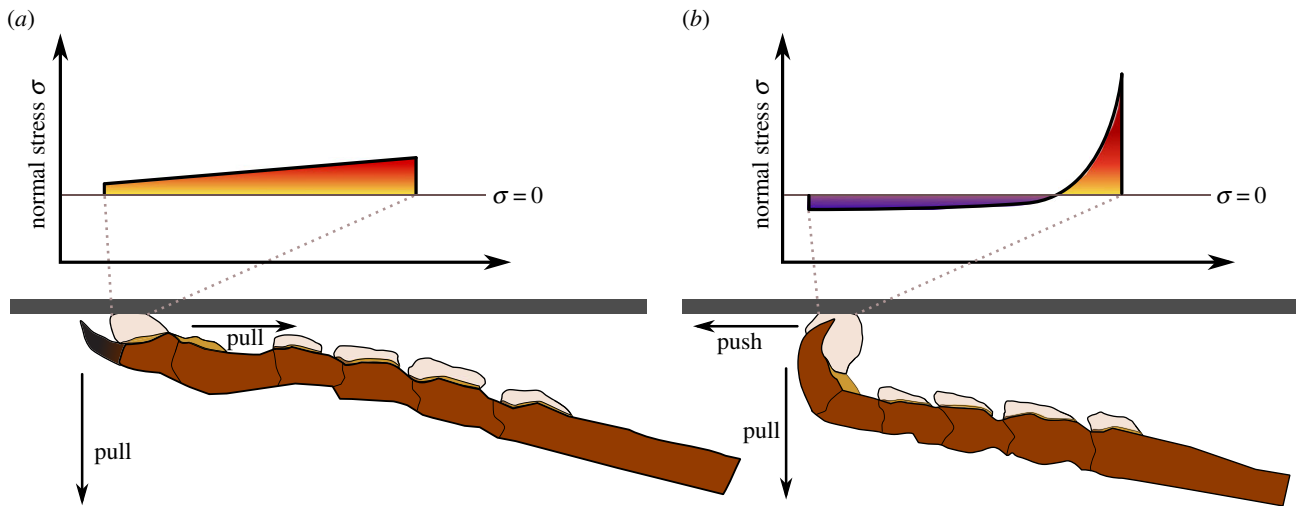 (a)
normal stress σ
σ = 0
pull
pull
(b)
normal stress σ
σ = 0
push
pull